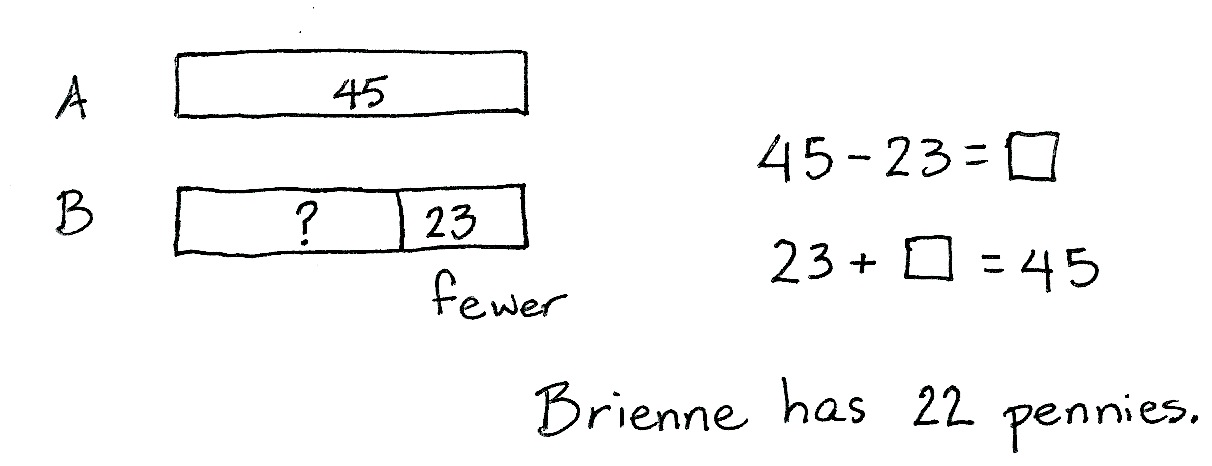 A 45
B ? 23
fewer
45 - 23 = □
23 + □ = 45
Brienne has 22 pennies.